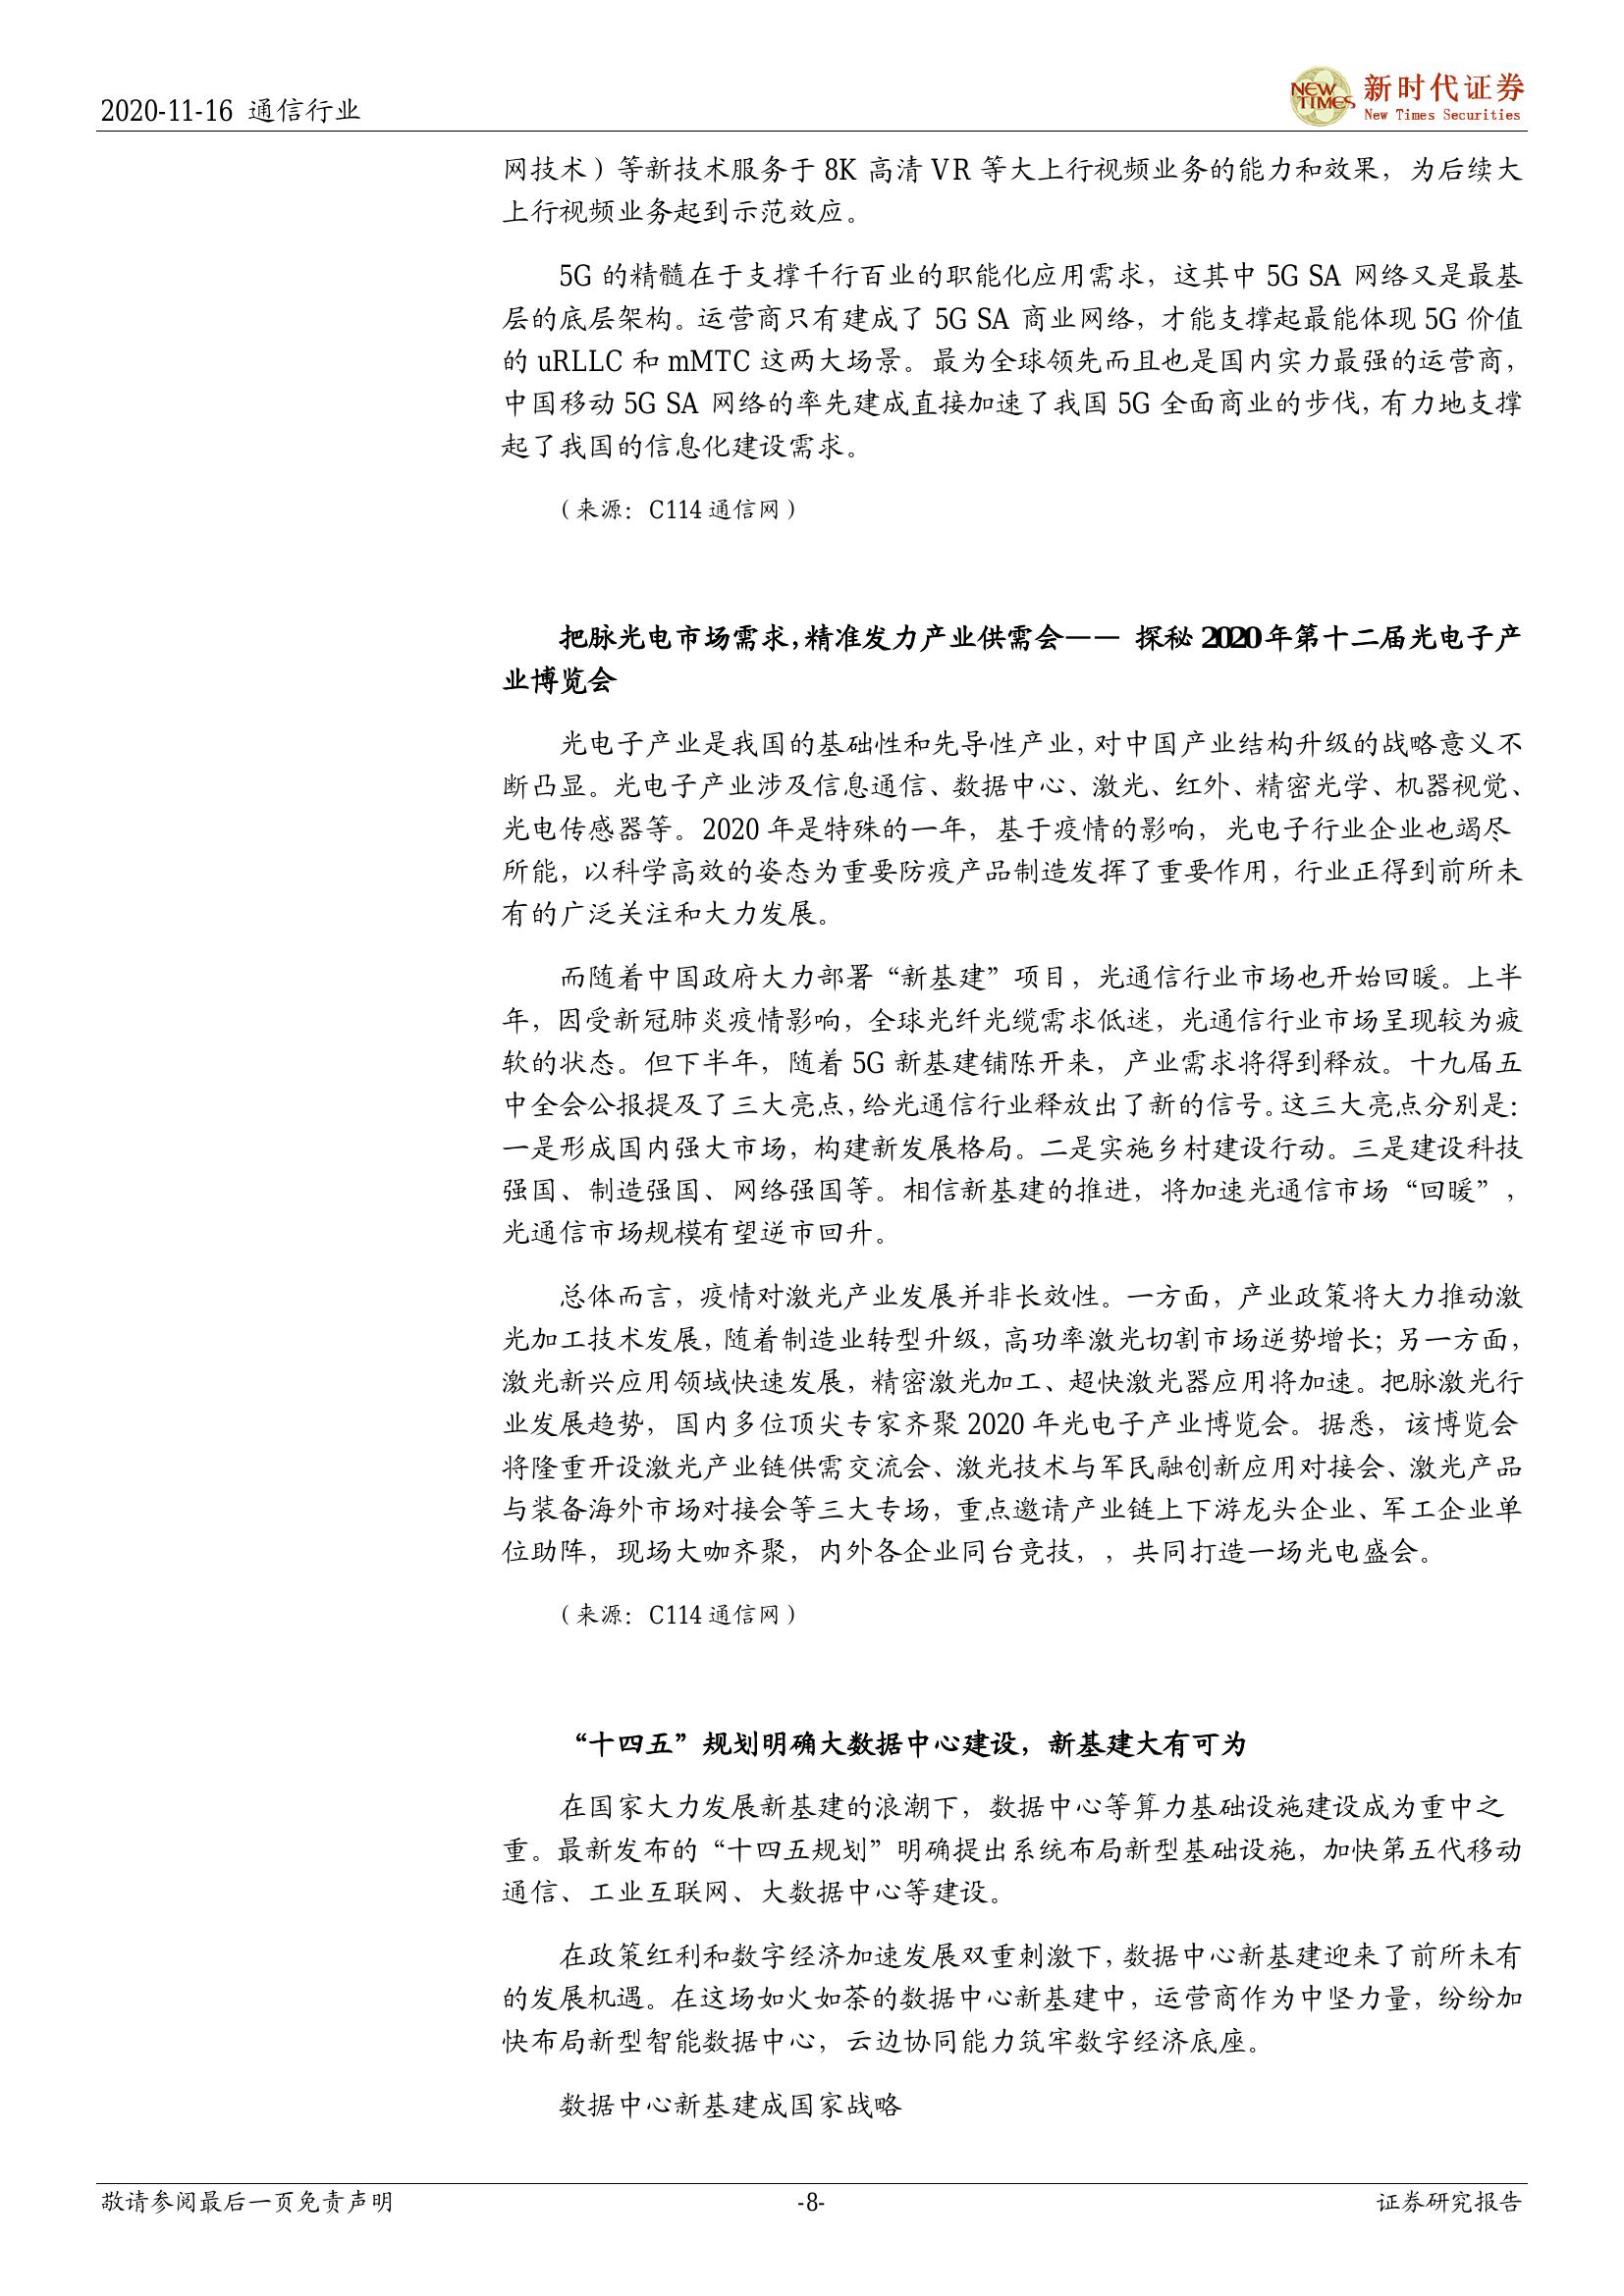 2020-11-16 通信行业
NEW TIMES
新时代证券
New Times Securities
网技术）等新技术服务于 8K 高清 VR 等大上行视频业务的能力和效果，为后续大
上行视频业务起到示范效应。
5G 的精髓在于支撑千行百业的职能化应用需求，这其中 5G SA 网络又是最基
层的底层架构。运营商只有建成了 5G SA 商业网络，才能支撑起最能体现 5G 价值
的 uRLLC 和 mMTC 这两大场景。最为全球领先而且也是国内实力最强的运营商，
中国移动 5G SA 网络的率先建成直接加速了我国 5G 全面商业的步伐，有力地支撑
起了我国的信息化建设需求。
（来源：C114 通信网）
把脉光电市场需求，精准发力产业供需会—— 探秘 2020 年第十二届光电子产
业博览会
光电子产业是我国的基础性和先导性产业，对中国产业结构升级的战略意义不
断凸显。光电子产业涉及信息通信、数据中心、激光、红外、精密光学、机器视觉、
光电传感器等。2020 年是特殊的一年，基于疫情的影响，光电子行业企业也竭尽
所能，以科学高效的姿态为重要防疫产品制造发挥了重要作用，行业正得到前所未
有的广泛关注和大力发展。
而随着中国政府大力部署“新基建”项目，光通信行业市场也开始回暖。上半
年，因受新冠肺炎疫情影响，全球光纤光缆需求低迷，光通信行业市场呈现较为疲
软的状态。但下半年，随着 5G 新基建铺陈开来，产业需求将得到释放。十九届五
中全会公报提及了三大亮点，给光通信行业释放出了新的信号。这三大亮点分别是：
一是形成国内强大市场，构建新发展格局。二是实施乡村建设行动。三是建设科技
强国、制造强国、网络强国等。相信新基建的推进，将加速光通信市场“回暖”，
光通信市场规模有望逆市回升。
总体而言，疫情对激光产业发展并非长效性。一方面，产业政策将大力推动激
光加工技术发展，随着制造业转型升级，高功率激光切割市场逆势增长；另一方面，
激光新兴应用领域快速发展，精密激光加工、超快激光器应用将加速。把脉激光行
业发展趋势，国内多位顶尖专家齐聚 2020 年光电子产业博览会。据悉，该博览会
将隆重开设激光产业链供需交流会、激光技术与军民融创新应用对接会、激光产品
与装备海外市场对接会等三大专场，重点邀请产业链上下游龙头企业、军工企业单
位助阵，现场大咖齐聚，内外各企业同台竞技，，共同打造一场光电盛会。
（来源：C114 通信网）
“十四五”规划明确大数据中心建设，新基建大有可为
在国家大力发展新基建的浪潮下，数据中心等算力基础设施建设成为重中之
重。最新发布的“十四五规划”明确提出系统布局新型基础设施，加快第五代移动
通信、工业互联网、大数据中心等建设。
在政策红利和数字经济加速发展双重刺激下，数据中心新基建迎来了前所未有
的发展机遇。在这场如火如荼的数据中心新基建中，运营商作为中坚力量，纷纷加
快布局新型智能数据中心，云边协同能力筑牢数字经济底座。
数据中心新基建成国家战略
敬请参阅最后一页免责声明
-8-
证券研究报告